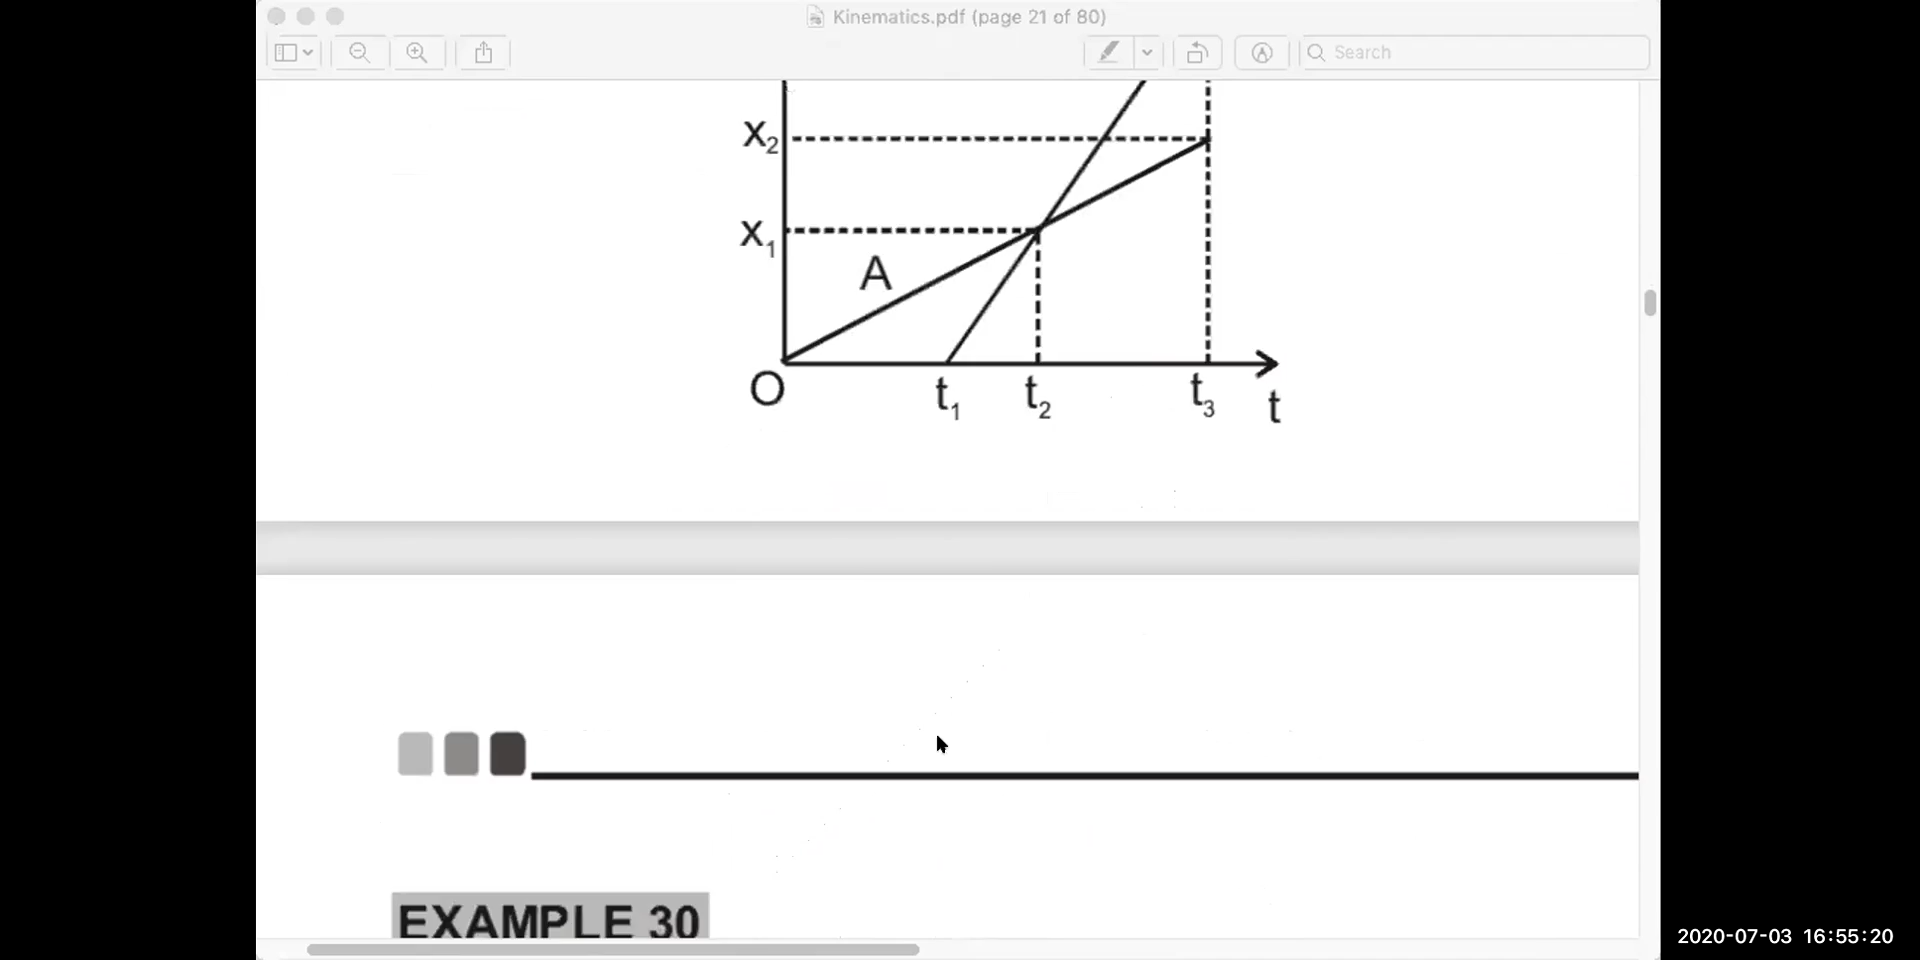 Kinematics.pdf (page 21 of 80)
Search
x₂
x₁
A
O
t₁
t₂
t₃
t
EXAMPLE 30
2020-07-03 16:55:20